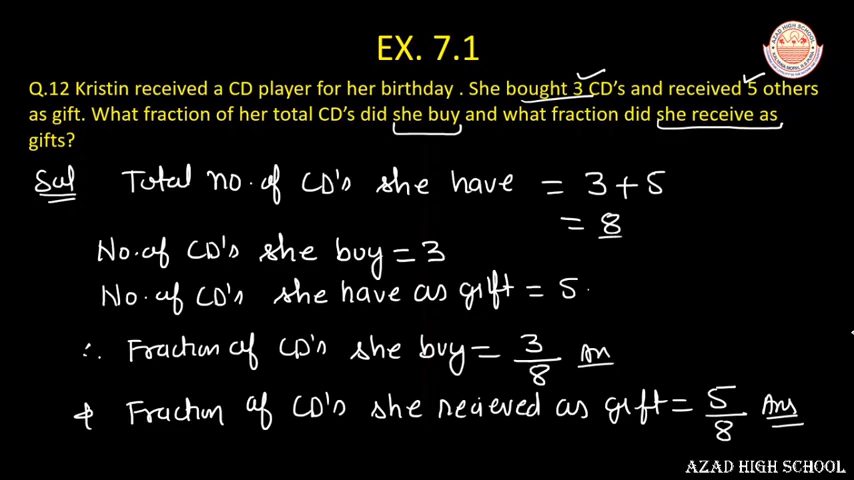 EX. 7.1
AZAD HIGH SCHOOL
Q.12 Kristin received a CD player for her birthday . She bought 3 CD's and received 5 others
as gift. What fraction of her total CD's did she buy and what fraction did she receive as
gifts?
Sol Total no. of CD's she have = 3 + 5
= 8
No. of CD's she buy = 3
No. of CD's she have as gift = 5
∴ Fraction of CD's she buy = 3/8 An
& Fraction of CD's she recieved as gift = 5/8 Ans
AZAD HIGH SCHOOL